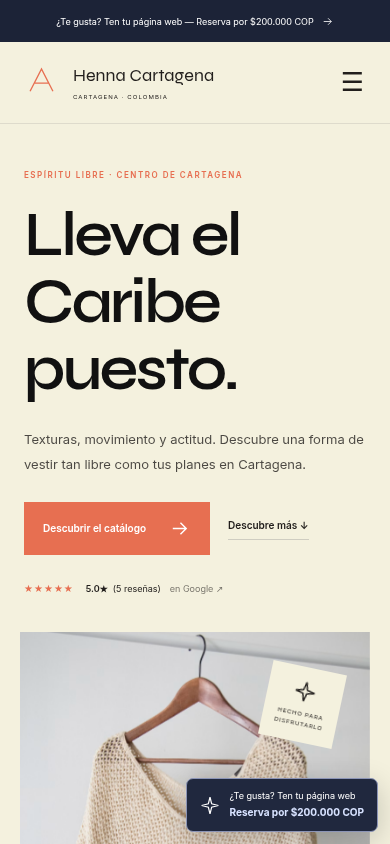 ¿Te gusta? Ten tu página web — Reserva por $200.000 COP →
A
Henna Cartagena
CARTAGENA · COLOMBIA
ESPÍRITU LIBRE · CENTRO DE CARTAGENA
Lleva el
Caribe
puesto.
Texturas, movimiento y actitud. Descubre una forma de
vestir tan libre como tus planes en Cartagena.
Descubrir el catálogo →
Descubre más ↓
★★★★★ 5.0★ (5 reseñas) en Google ↗
HECHO PARA
DISFRUTARLO
¿Te gusta? Ten tu página web
Reserva por $200.000 COP